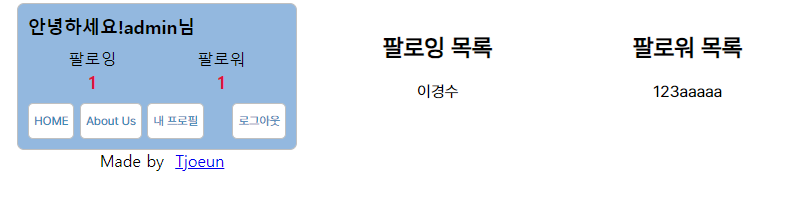 안녕하세요!admin님
팔로잉 팔로워
1 1
HOME About Us 내 프로필 로그아웃
Made by Tjoeun
팔로잉 목록
이경수
팔로워 목록
123aaaaa